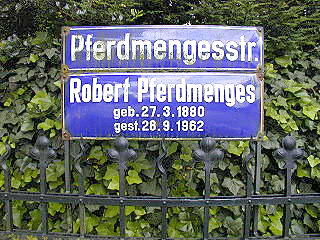 Pferdmengesstr.
Robert Pferdmenges
geb. 27. 3. 1880
gest. 28. 9. 1962